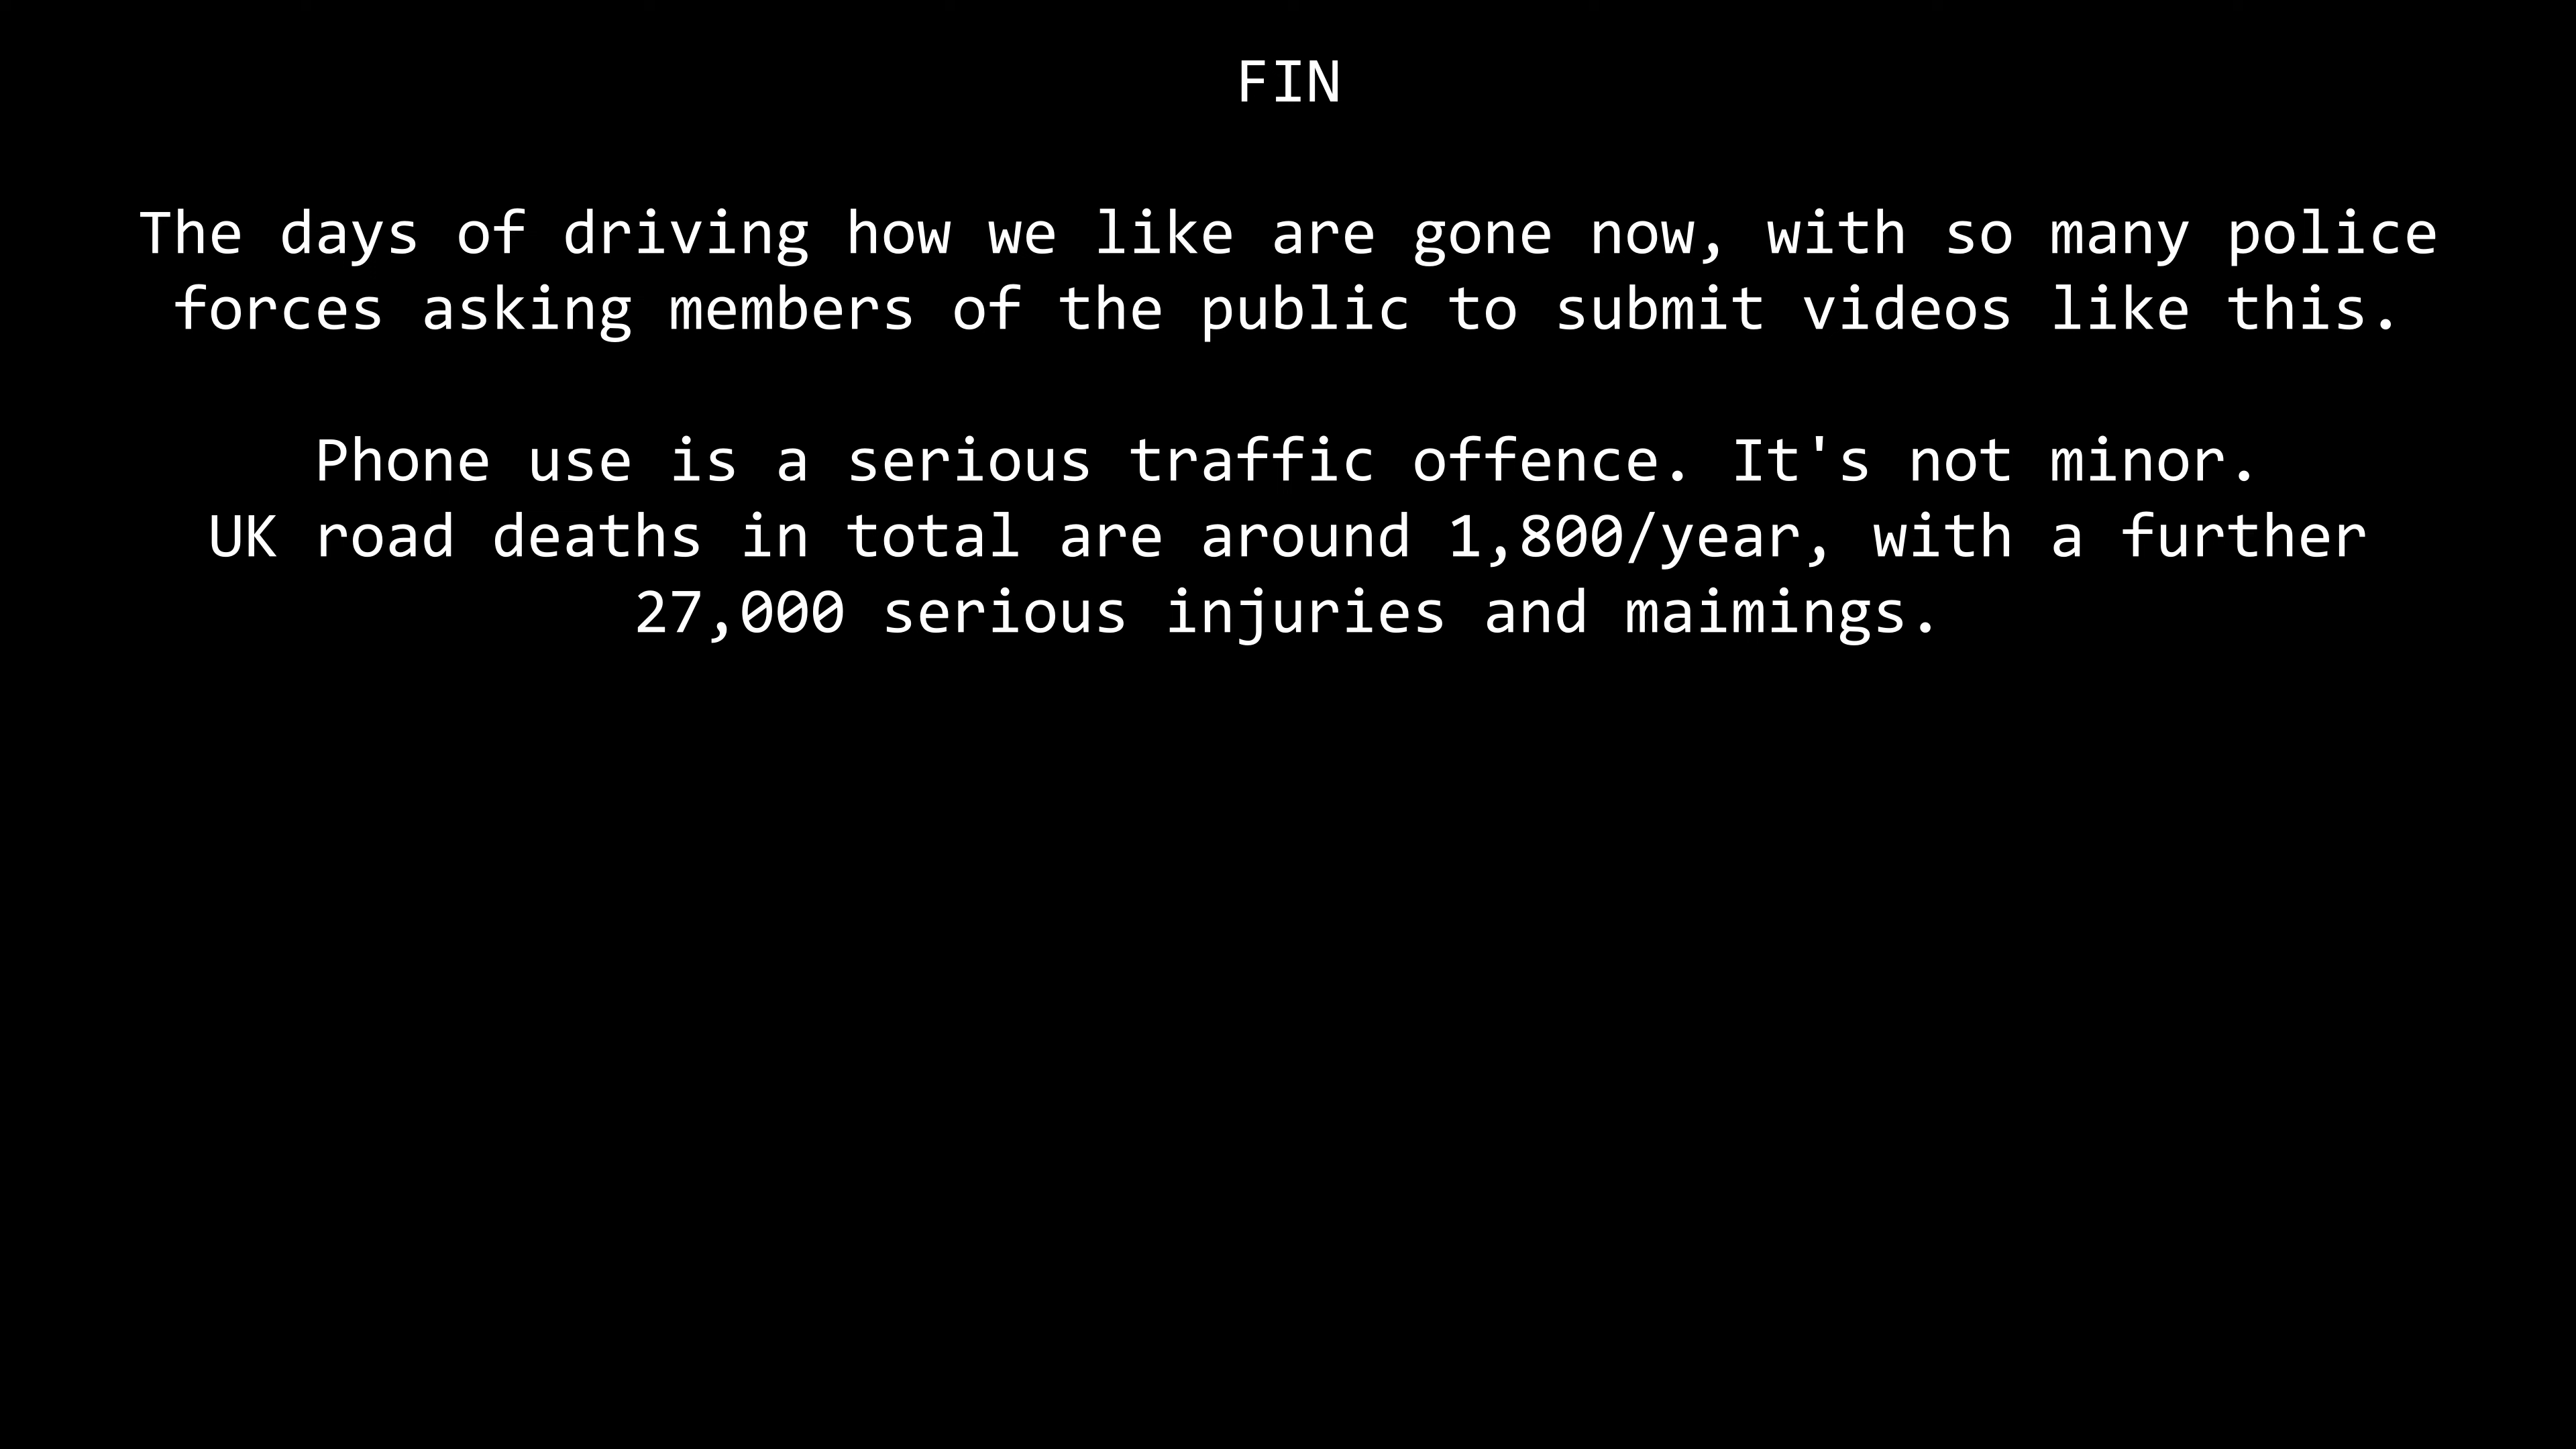 FIN
The days of driving how we like are gone now, with so many police
forces asking members of the public to submit videos like this.
Phone use is a serious traffic offence. It's not minor.
UK road deaths in total are around 1,800/year, with a further
27,000 serious injuries and maimings.